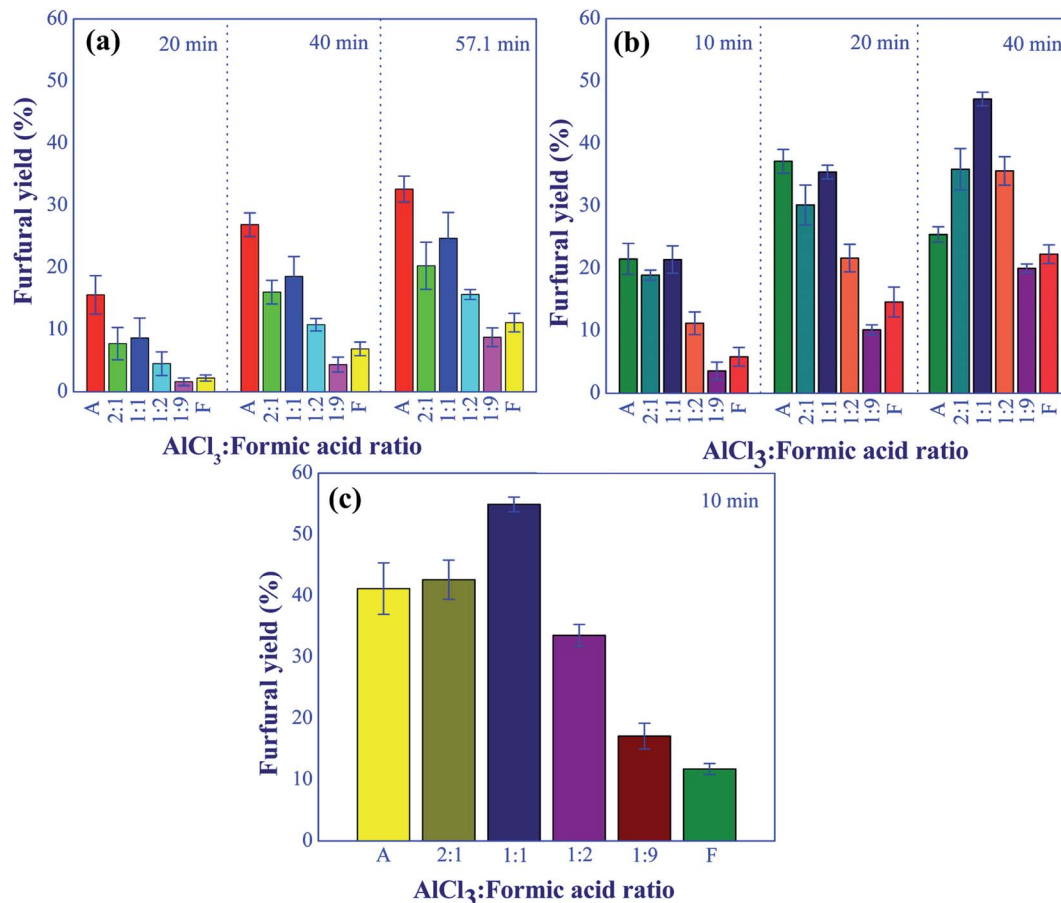 (a)
20 min
40 min
57.1 min
60
50
40
30
20
10
0
Furfural yield (%)
A
2:1
1:1
1:2
1:9
F
A
2:1
1:1
1:2
1:9
F
A
2:1
1:1
1:2
1:9
F
AlCl3:Formic acid ratio
(b)
10 min
20 min
40 min
60
50
40
30
20
10
0
Furfural yield (%)
A
2:1
1:1
1:2
1:9
F
A
2:1
1:1
1:2
1:9
F
A
2:1
1:1
1:2
1:9
F
AlCl3:Formic acid ratio
(c)
10 min
60
50
40
30
20
10
0
Furfural yield (%)
A
2:1
1:1
1:2
1:9
F
AlCl3:Formic acid ratio